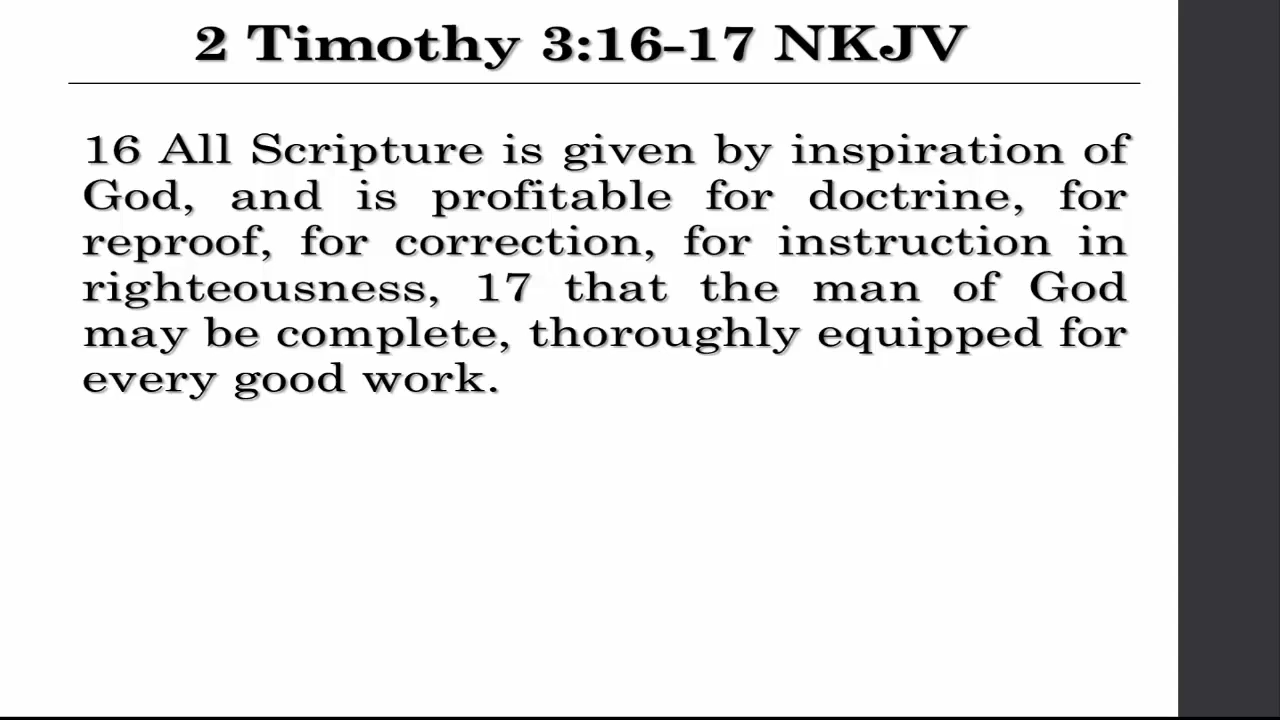 2 Timothy 3:16-17 NKJV
16 All Scripture is given by inspiration of
God, and is profitable for doctrine, for
reproof, for correction, for instruction in
righteousness, 17 that the man of God
may be complete, thoroughly equipped for
every good work.